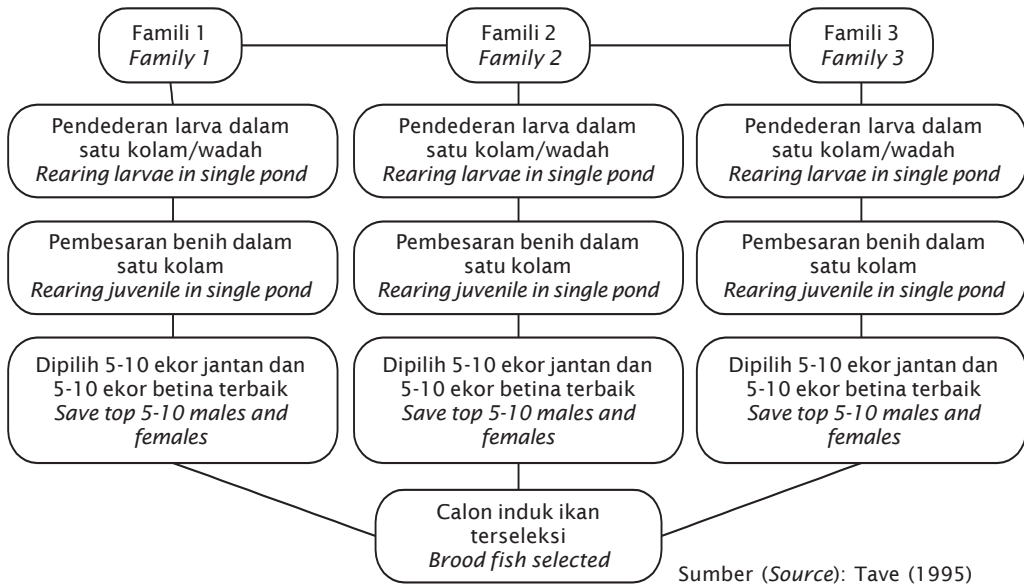 Famili 1
Family 1
Famili 2
Family 2
Famili 3
Family 3
Pendederan larva dalam
satu kolam/wadah
Rearing larvae in single pond
Pendederan larva dalam
satu kolam/wadah
Rearing larvae in single pond
Pendederan larva dalam
satu kolam/wadah
Rearing larvae in single pond
Pembesaran benih dalam
satu kolam
Rearing juvenile in single pond
Pembesaran benih dalam
satu kolam
Rearing juvenile in single pond
Pembesaran benih dalam
satu kolam
Rearing juvenile in single pond
Dipilih 5-10 ekor jantan dan
5-10 ekor betina terbaik
Save top 5-10 males and
females
Dipilih 5-10 ekor jantan dan
5-10 ekor betina terbaik
Save top 5-10 males and
females
Dipilih 5-10 ekor jantan dan
5-10 ekor betina terbaik
Save top 5-10 males and
females
Calon induk ikan
terseleksi
Brood fish selected
Sumber (Source): Tave (1995)